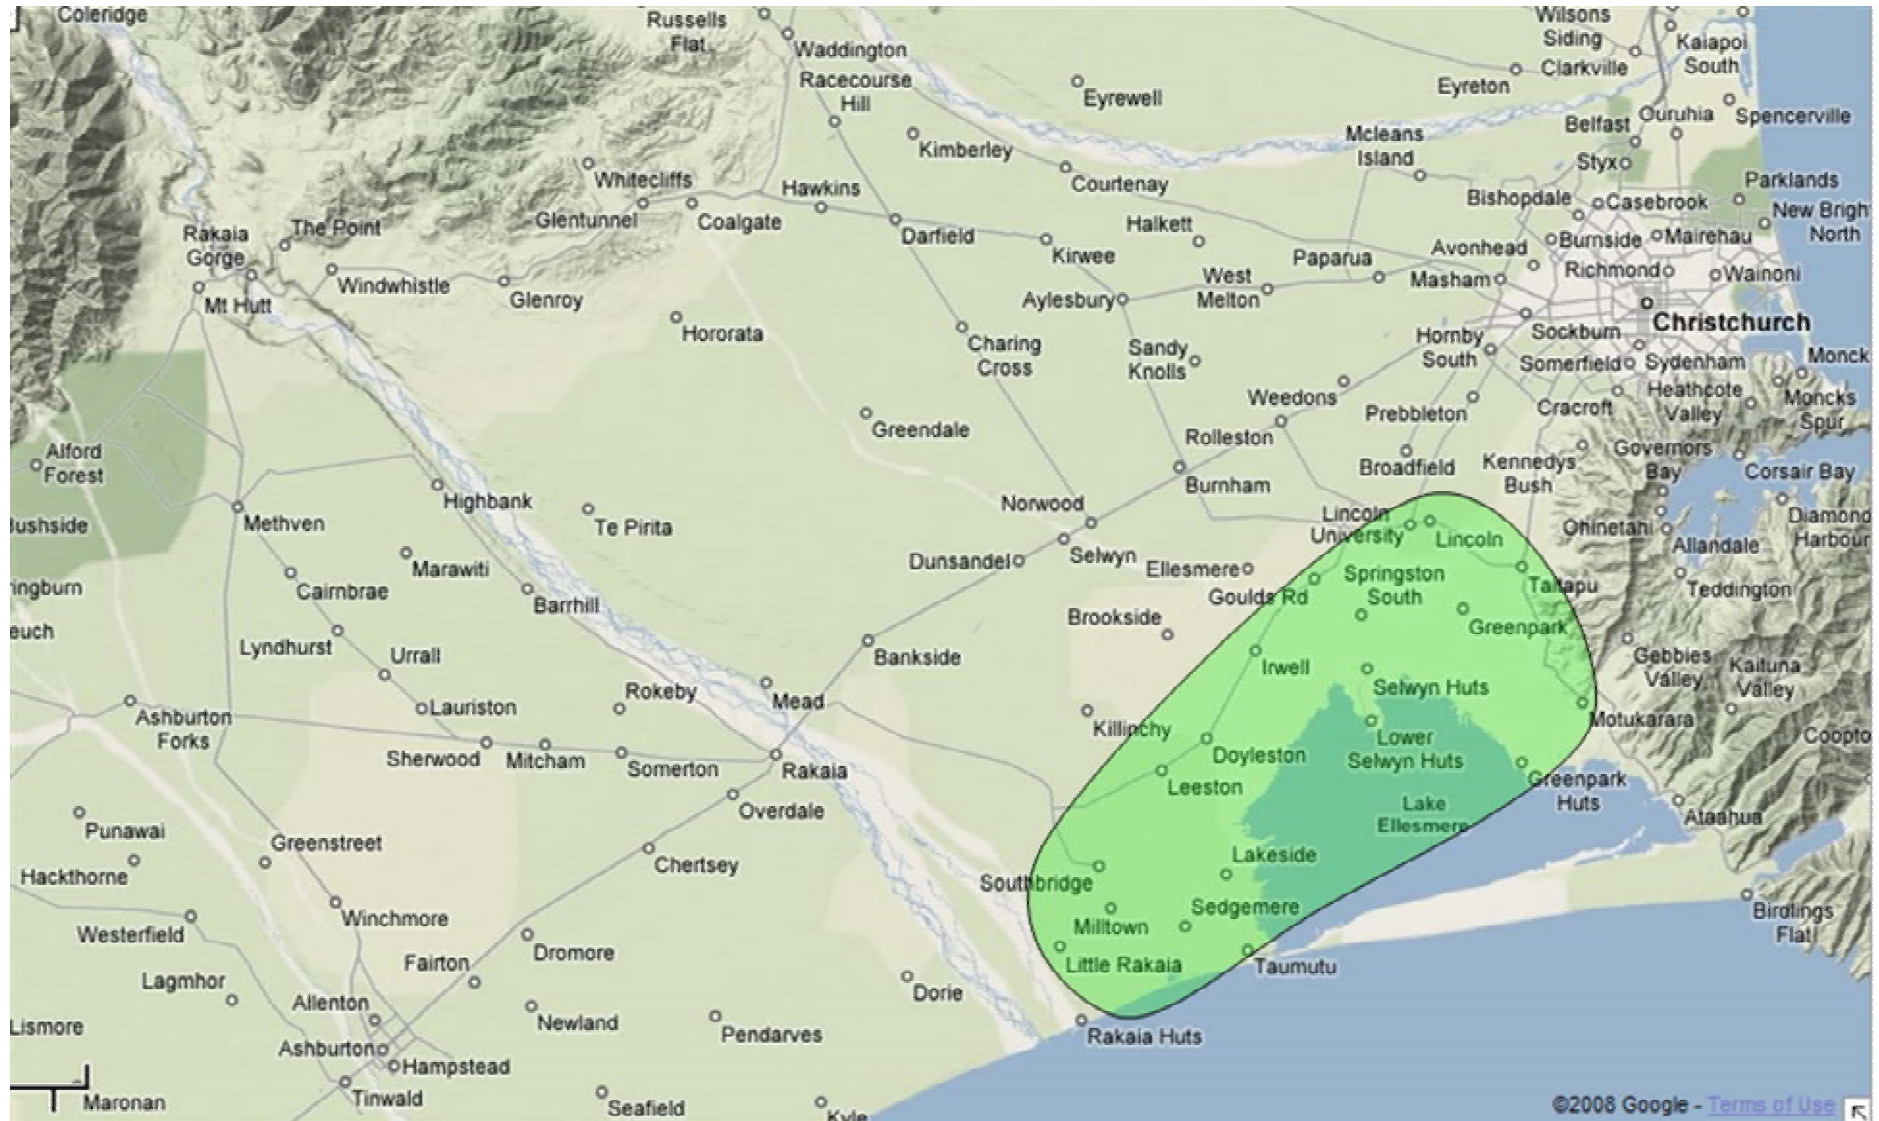 Coleridge
Russells
Flat
Waddington
Wilsons
Siding
Kaiapoi
South
Clarkville
Eyreton
Racecourse
Hill
Eyrewell
Ouruhia
Spencerville
Belfast
Mcleans
Island
Kimberley
Styx
Whitecliffs
Courtenay
Parklands
Hawkins
Bishopdale
Casebrook
Glentunnel
Coalgate
Halkett
New Brigh
North
The Point
Rakaia
Gorge
Darfield
Kirwee
Avonhead
Burnside
Mairehau
Paparua
Windwhistle
West
Melton
Masham
Richmond
Wainoni
Mt Hutt
Glenroy
Aylesbury
Hororata
Christchurch
Charing
Cross
Sandy
Knolls
Hornby
South
Sockburn
Somerfield
Sydenham
Monck
Weedons
Prebbleton
Cracroft
Heathcote
Valley
Moncks
Spur
Greendale
Rolleston
Alford
Forest
Broadfield
Kennedys
Bush
Governors
Bay
Corsair Bay
Burnham
Highbank
Norwood
Methven
Te Pirita
Lincoln
University
Lincoln
Ohinetahi
Diamond
Harbour
Bushside
Allandale
Selwyn
Dunsandel
Marawiti
Ellesmere
Springston
South
Taitapu
Teddington
ringburn
Cairnbrae
Barrhill
Goulds Rd
Brookside
Greenpark
euch
Lyndhurst
Urrall
Bankside
Irwell
Gebbies
Valley
Kaituna
Valley
Rokeby
Mead
Selwyn Huts
Lauriston
Ashburton
Forks
Killinchy
Motukarara
Lower
Selwyn Huts
Coopto
Sherwood
Mitcham
Somerton
Rakaia
Doyleston
Leeston
Greenpark
Huts
Overdale
Lake
Ellesmere
Ataahua
Punawai
Greenstreet
Chertsey
Lakeside
Hackthorne
Southbridge
Sedgemere
Winchmore
Milltown
Birdlings
Flat
Westerfield
Dromore
Fairton
Little Rakaia
Taumutu
Lagmhor
Dorie
Allenton
Newland
Pendarves
Rakaia Huts
Lismore
Ashburton
Hampstead
Maronan
Tinwald
Seafield
Kyle
©2008 Google - Terms of Use